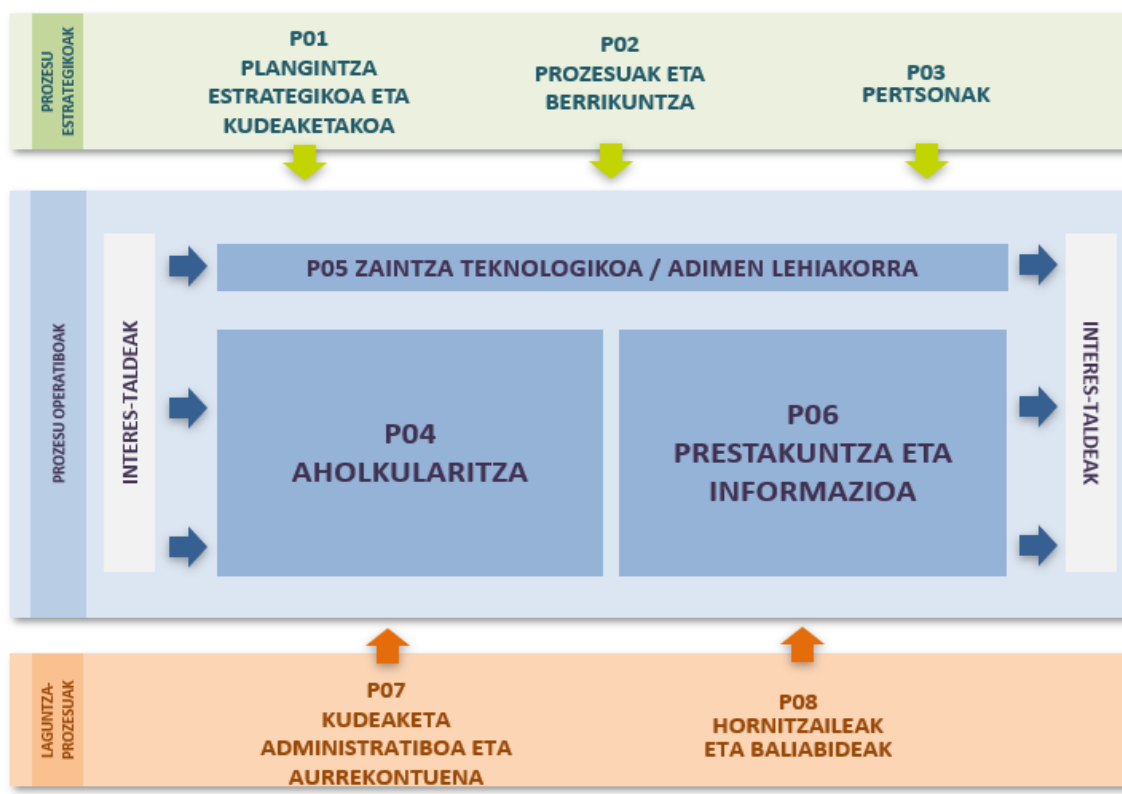 PROZESU
ESTRATEGIKOAK
P01
PLANGINTZA
ESTRATEGIKOA ETA
KUDEAKETAKOA
P02
PROZESUAK ETA
BERRIKUNTZA
P03
PERTSONAK
PROZESU OPERATIBOAK
INTERES-TALDEAK
P05 ZAINTZA TEKNOLOGIKOA / ADIMEN LEHIAKORRA
P04
AHOLKULARITZA
P06
PRESTAKUNTZA ETA
INFORMAZIOA
INTERES-TALDEAK
LAGUNTZA-
PROZESUAK
P07
KUDEAKETA
ADMINISTRATIBOA ETA
AURREKONTUENA
P08
HORNITZAILEAK
ETA BALIABIDEAK